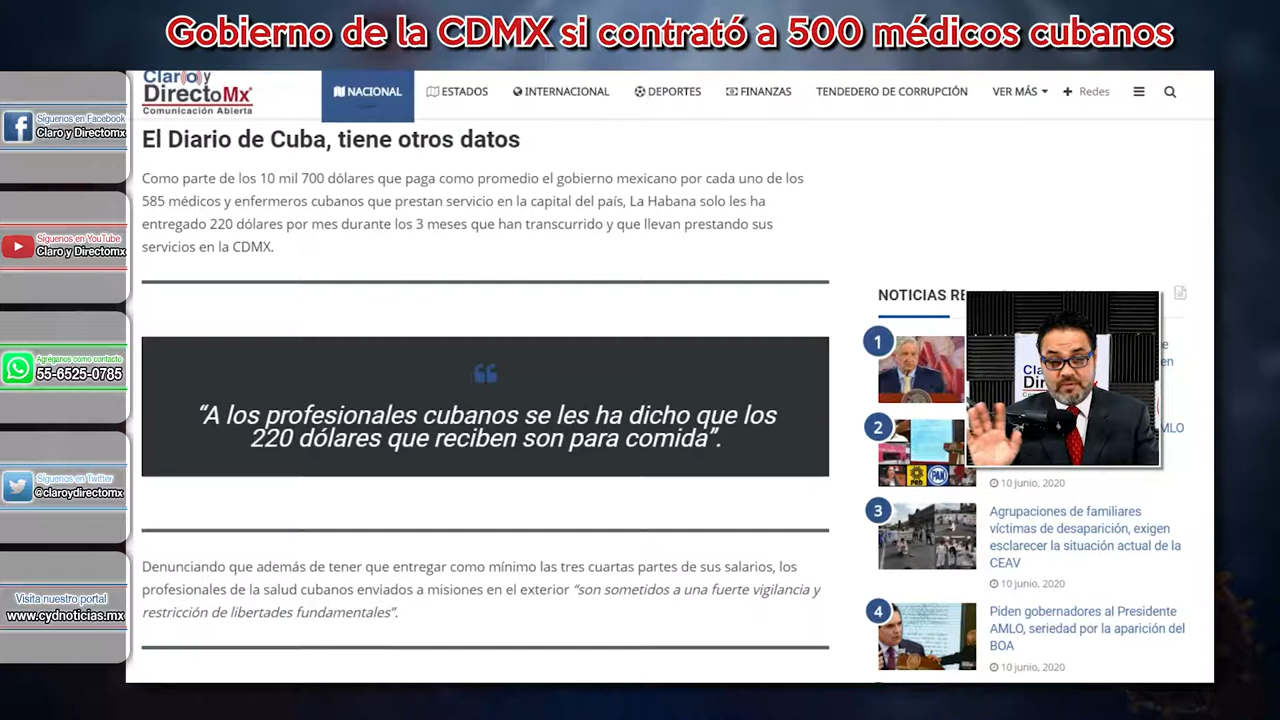 Gobierno de la CDMX si contrató a 500 médicos cubanos
Claro y
DirectoMx
Comunicación Abierta
NACIONAL
ESTADOS
INTERNACIONAL
DEPORTES
FINANZAS
TENDEDERO DE CORRUPCIÓN
VER MÁS
Redes
Síguenos en Facebook
Claro y Directomx
Síguenos en YouTube
Claro y Directomx
Agréganos como contacto
55-6525-0785
Síguenos en Twitter
@claroydirectomx
Visita nuestro portal
www.cydnoticias.mx
El Diario de Cuba, tiene otros datos
Como parte de los 10 mil 700 dólares que paga como promedio el gobierno mexicano por cada uno de los
585 médicos y enfermeros cubanos que prestan servicio en la capital del país, La Habana solo les ha
entregado 220 dólares por mes durante los 3 meses que han transcurrido y que llevan prestando sus
servicios en la CDMX.
“A los profesionales cubanos se les ha dicho que los
220 dólares que reciben son para comida”.
Denunciando que además de tener que entregar como mínimo las tres cuartas partes de sus salarios, los
profesionales de la salud cubanos enviados a misiones en el exterior “son sometidos a una fuerte vigilancia y
restricción de libertades fundamentales”.
NOTICIAS RE
1
en
2
PRD
PAN
AMLO
10 junio, 2020
3
Agrupaciones de familiares
víctimas de desaparición, exigen
esclarecer la situación actual de la
CEAV
10 junio, 2020
4
Piden gobernadores al Presidente
AMLO, seriedad por la aparición del
BOA
10 junio, 2020